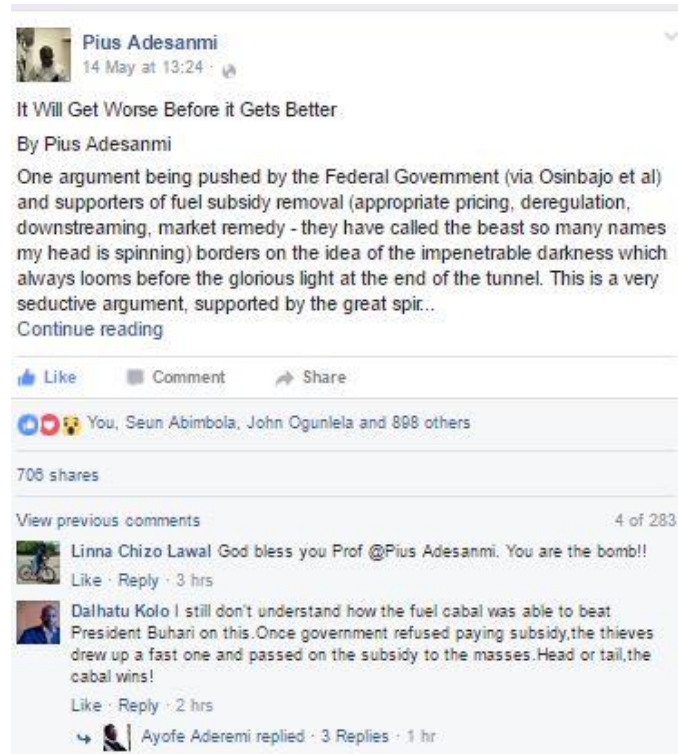 Pius Adesanmi
14 May at 13:24 ·
It Will Get Worse Before it Gets Better
By Pius Adesanmi
One argument being pushed by the Federal Government (via Osinbajo et al)
and supporters of fuel subsidy removal (appropriate pricing, deregulation,
downstreaming, market remedy - they have called the beast so many names
my head is spinning) borders on the idea of the impenetrable darkness which
always looms before the glorious light at the end of the tunnel. This is a very
seductive argument, supported by the great spir...
Continue reading
Like Comment Share
You, Seun Abimbola, John Ogunlela and 898 others
706 shares
View previous comments 4 of 283
Linna Chizo Lawal God bless you Prof @Pius Adesanmi. You are the bomb!!
Like · Reply · 3 hrs
Dalhatu Kolo I still don't understand how the fuel cabal was able to beat
President Buhari on this.Once government refused paying subsidy,the thieves
drew up a fast one and passed on the subsidy to the masses.Head or tail,the
cabal wins!
Like · Reply · 2 hrs
Ayofe Aderemi replied · 3 Replies · 1 hr